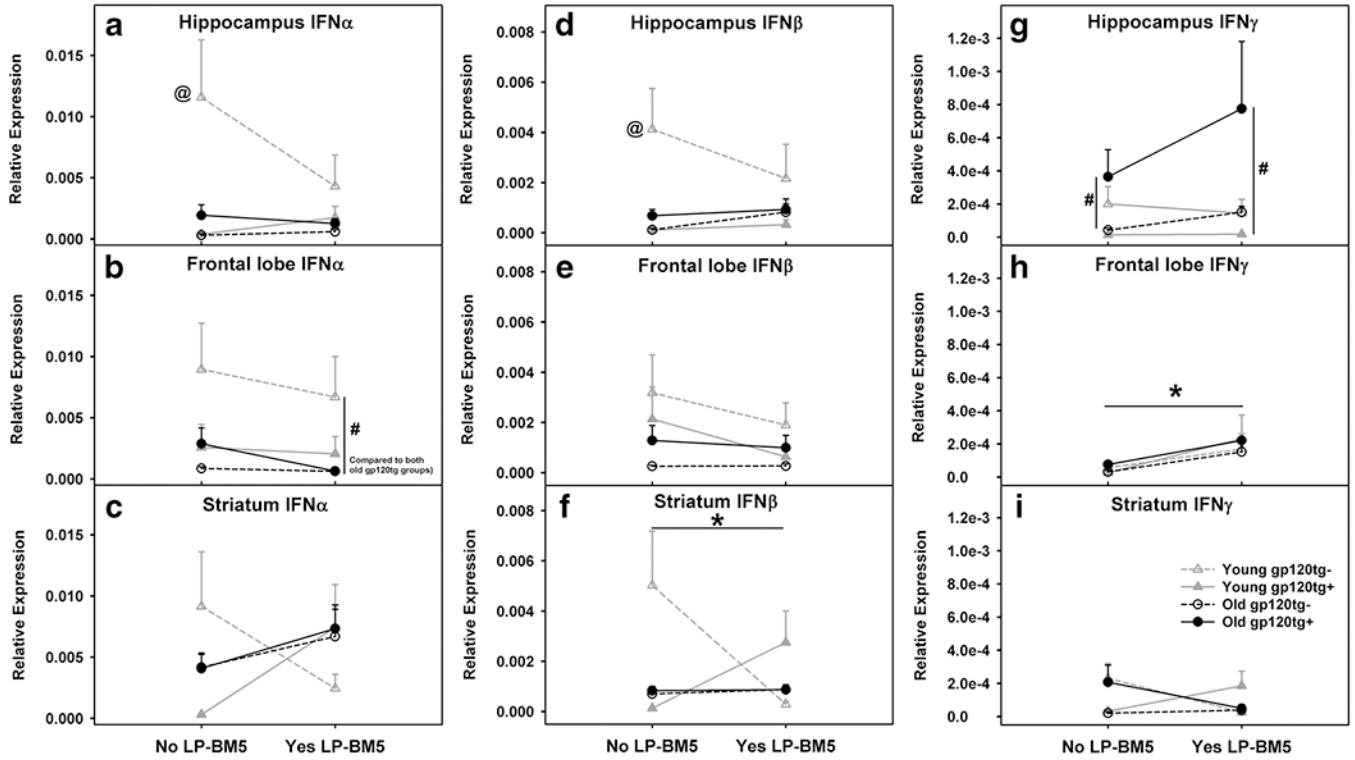 a
Hippocampus IFNα
Relative Expression
0.015
0.010
0.005
0.000
@
b
Frontal lobe IFNα
Relative Expression
0.015
0.010
0.005
0.000
#
Compared to both
old gp120tg groups)
c
Striatum IFNα
Relative Expression
0.015
0.010
0.005
0.000
No LP-BM5 Yes LP-BM5
d
Hippocampus IFNβ
Relative Expression
0.008
0.006
0.004
0.002
0.000
@
e
Frontal lobe IFNβ
Relative Expression
0.008
0.006
0.004
0.002
0.000
f
Striatum IFNβ
*
Relative Expression
0.008
0.006
0.004
0.002
0.000
No LP-BM5 Yes LP-BM5
g
Hippocampus IFNγ
Relative Expression
1.2e-3
1.0e-3
8.0e-4
6.0e-4
4.0e-4
2.0e-4
0.0
#
#
h
Frontal lobe IFNγ
Relative Expression
1.2e-3
1.0e-3
8.0e-4
6.0e-4
4.0e-4
2.0e-4
0.0
*
i
Striatum IFNγ
Relative Expression
1.2e-3
1.0e-3
8.0e-4
6.0e-4
4.0e-4
2.0e-4
0.0
Young gp120tg-
Young gp120tg+
Old gp120tg-
Old gp120tg+
No LP-BM5 Yes LP-BM5